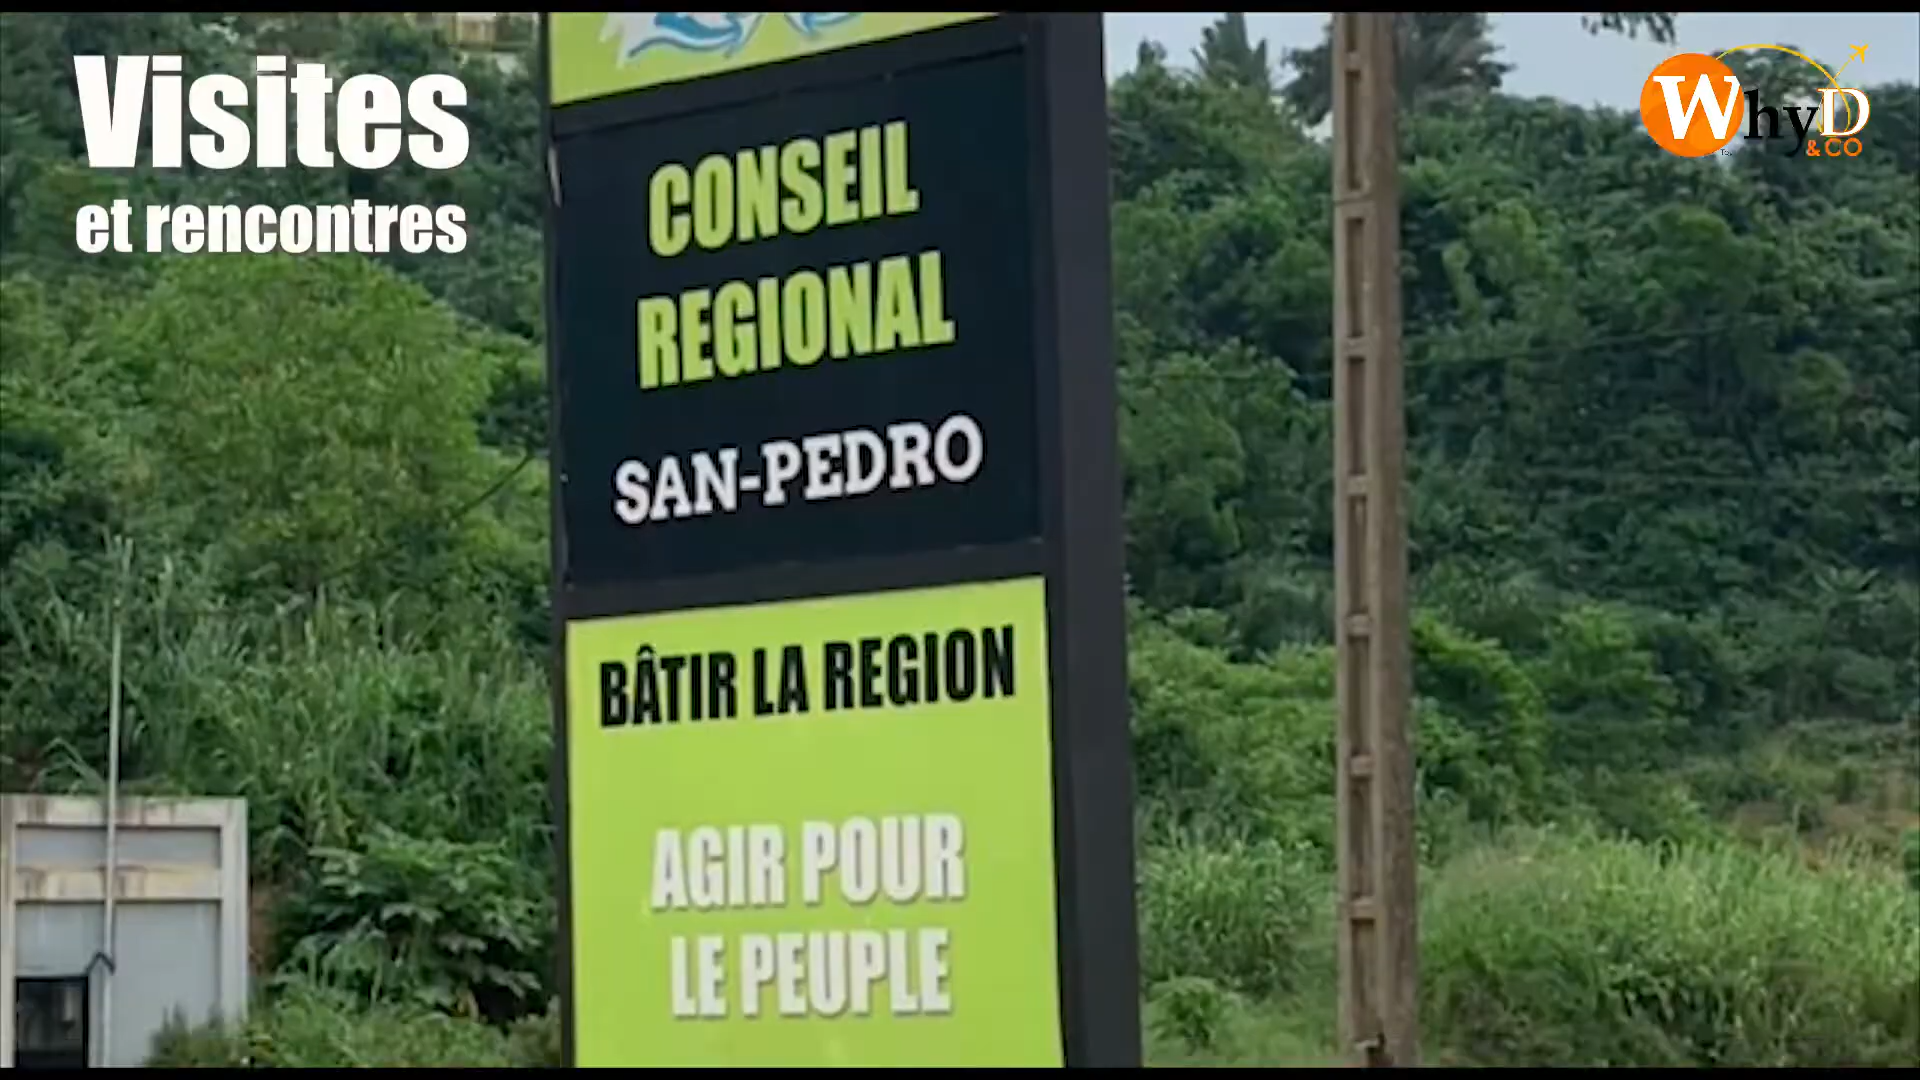 Visites
et rencontres
WhyD
& CO
CONSEIL
REGIONAL
SAN-PEDRO
BÂTIR LA REGION
AGIR POUR
LE PEUPLE